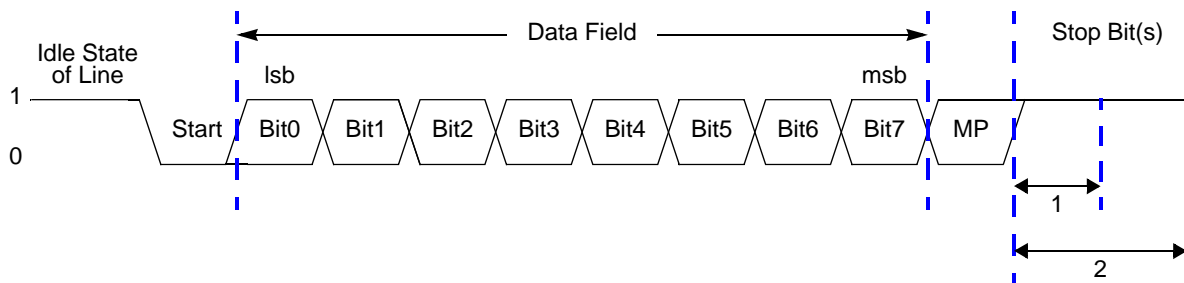 Data Field
Stop Bit(s)
Idle State
of Line
lsb
msb
1
Start
Bit0
Bit1
Bit2
Bit3
Bit4
Bit5
Bit6
Bit7
MP
0
1
2